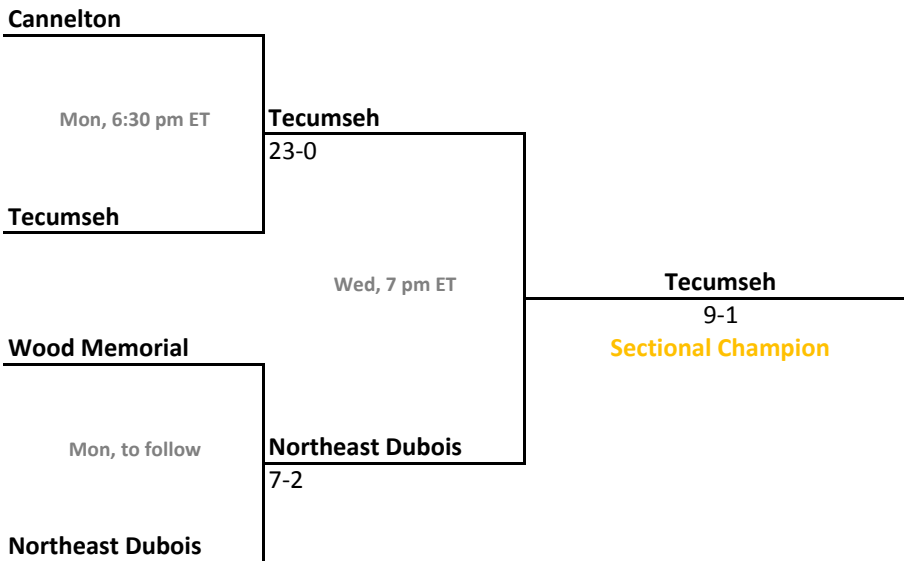 Cannelton
Mon, 6:30 pm ET
Tecumseh
23-0
Tecumseh
Wed, 7 pm ET
Tecumseh
9-1
Sectional Champion
Wood Memorial
Mon, to follow
Northeast Dubois
7-2
Northeast Dubois